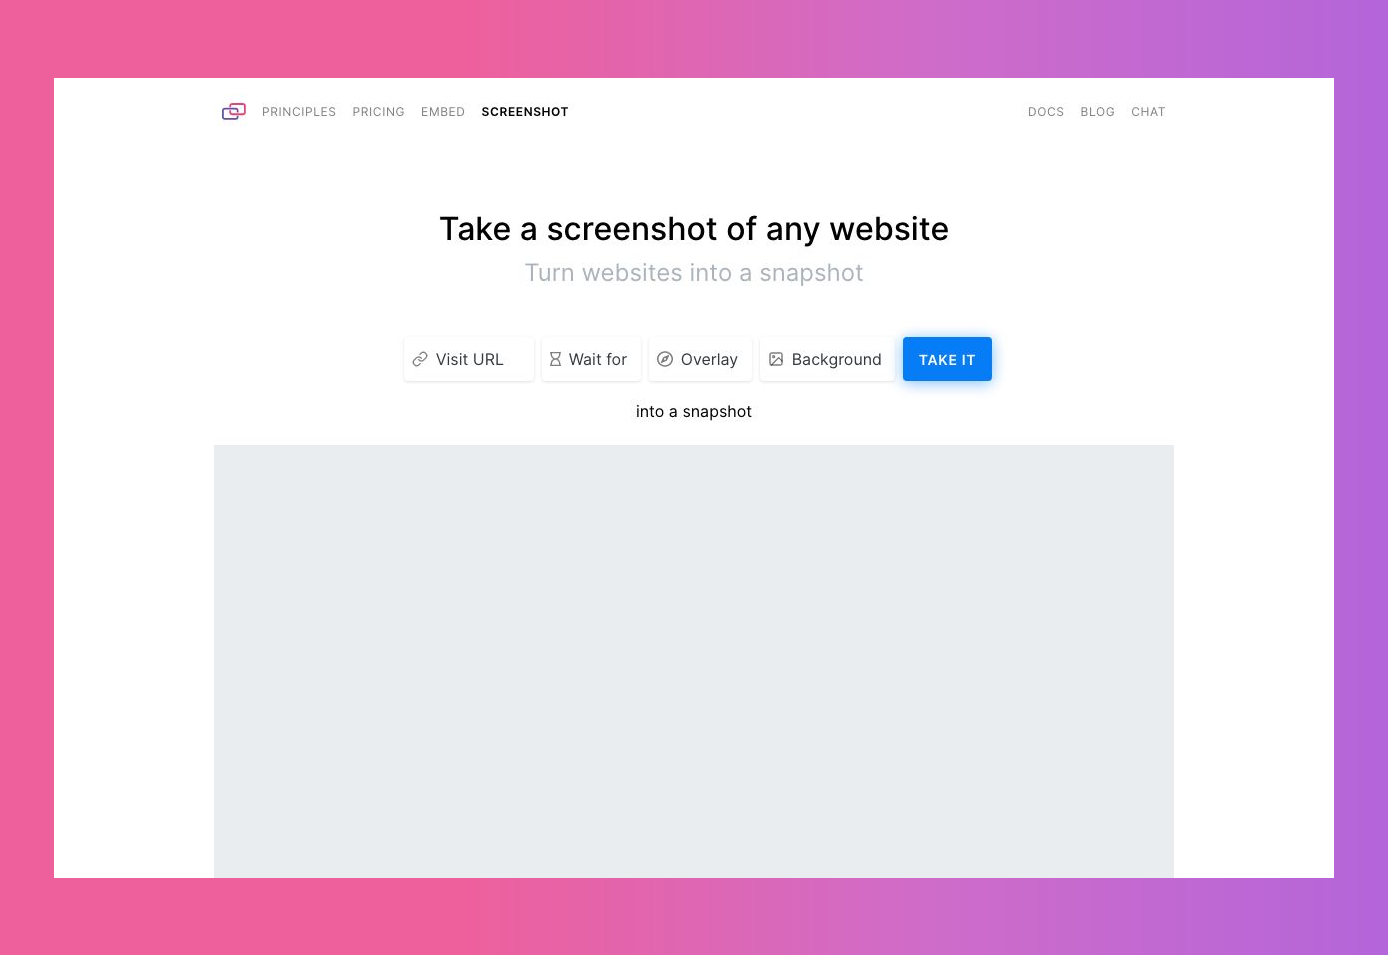 PRINCIPLES PRICING EMBED SCREENSHOT DOCS BLOG CHAT
Take a screenshot of any website
Turn websites into a snapshot
Visit URL Wait for Overlay Background TAKE IT
into a snapshot